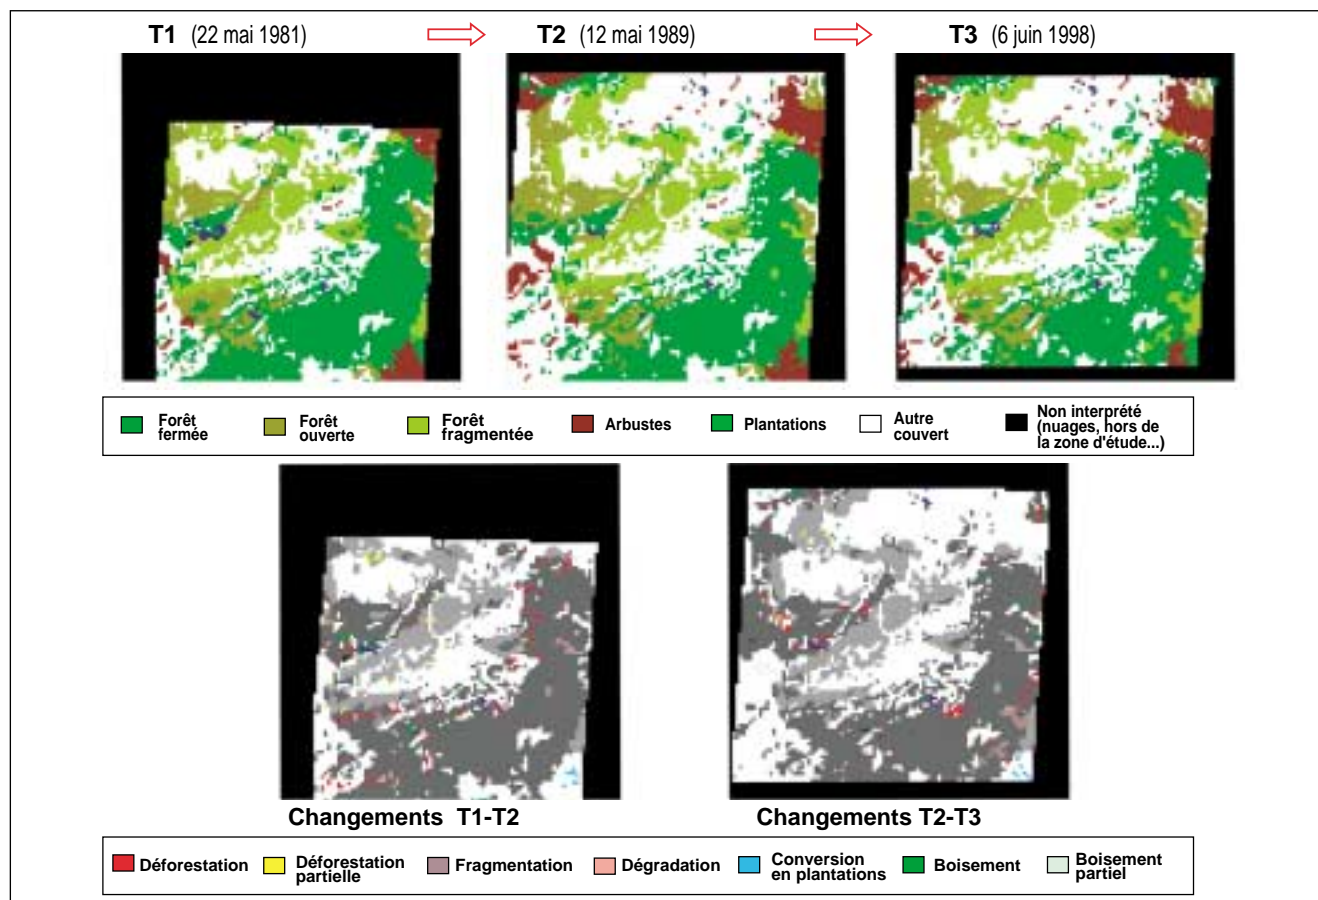 T1 (22 mai 1981)
T2 (12 mai 1989)
T3 (6 juin 1998)
Forêt
fermée
Forêt
ouverte
Forêt
fragmentée
Arbustes
Plantations
Autre
couvert
Non interprété
(nuages, hors de
la zone d'étude...)
Changements T1-T2
Changements T2-T3
Déforestation
Déforestation
partielle
Fragmentation
Dégradation
Conversion
en plantations
Boisement
Boisement
partiel